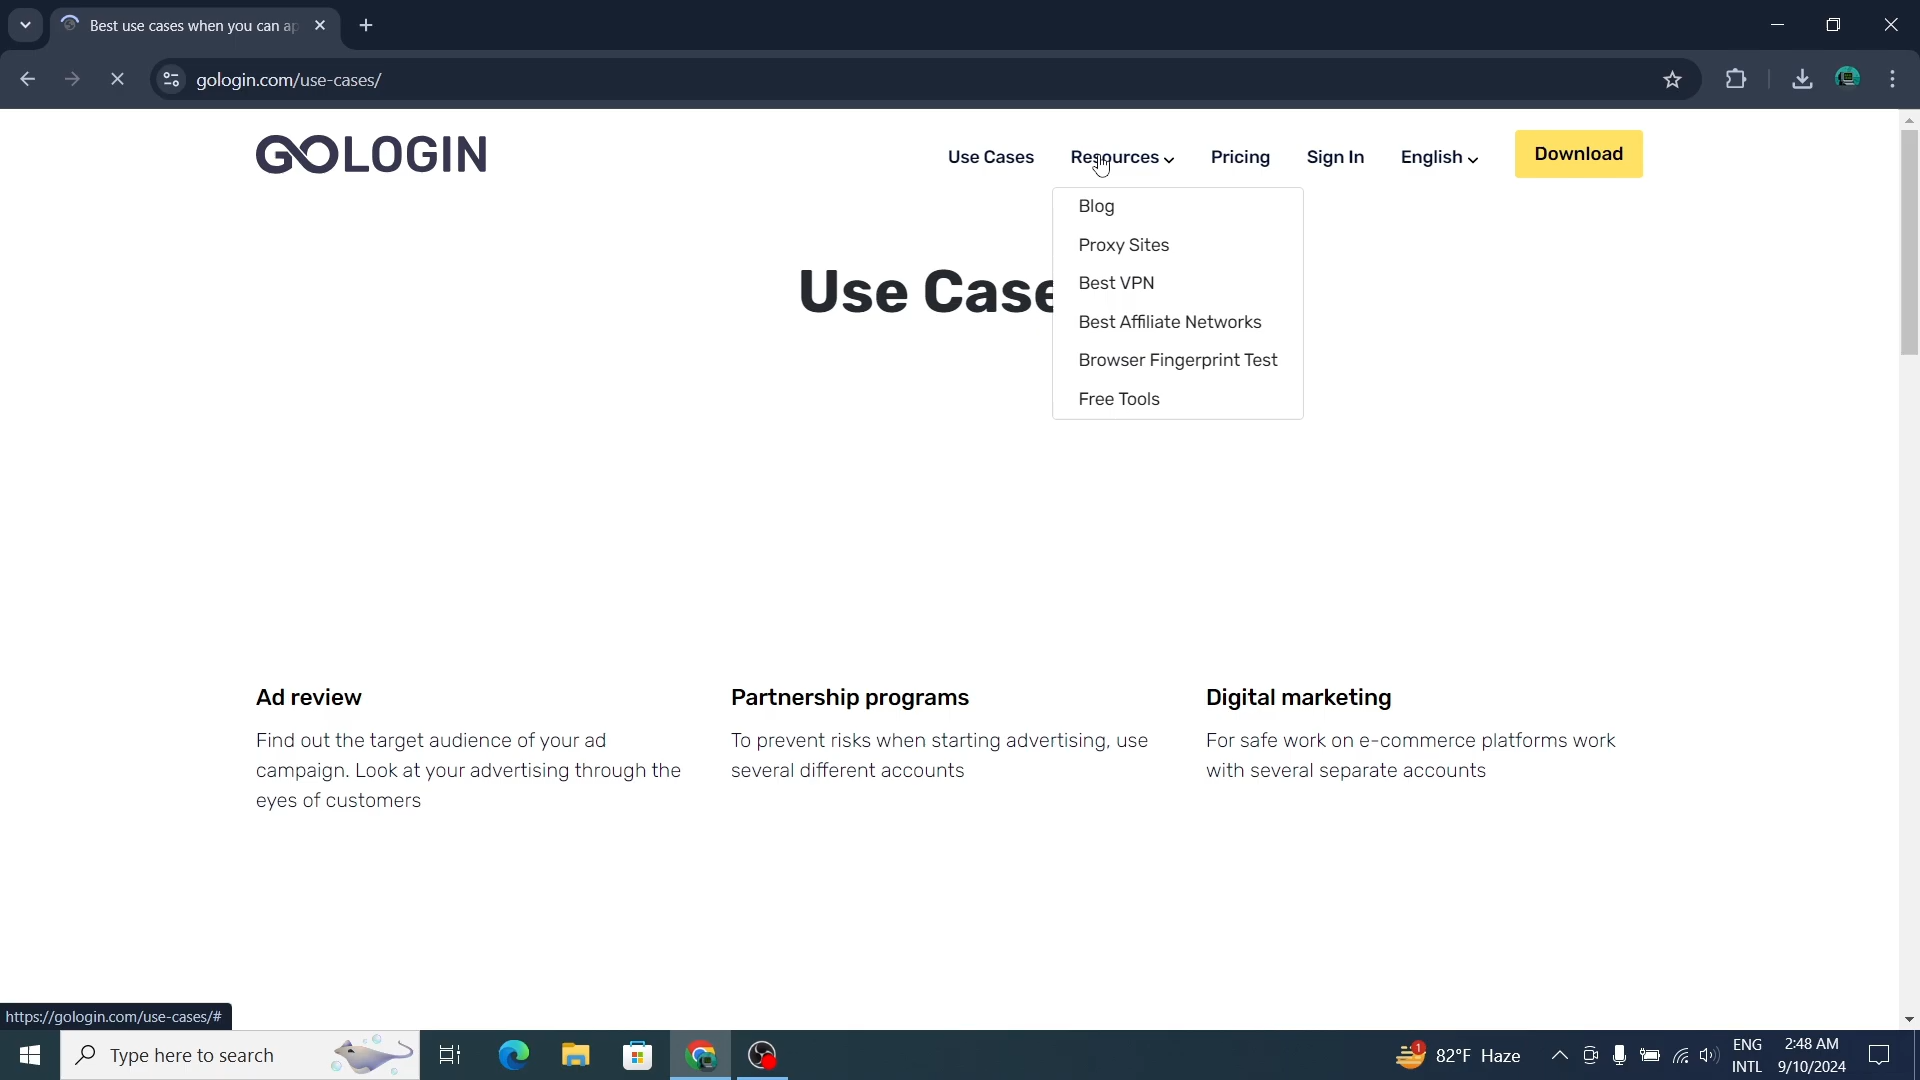 Best use cases when you can ap
gologin.com/use-cases/
GOLOGIN
Use Cases
Resources
Pricing
Sign In
English
Download
Blog
Proxy Sites
Best VPN
Best Affiliate Networks
Browser Fingerprint Test
Free Tools
Use Case
Ad review
Find out the target audience of your ad
campaign. Look at your advertising through the
eyes of customers
Partnership programs
To prevent risks when starting advertising, use
several different accounts
Digital marketing
For safe work on e-commerce platforms work
with several separate accounts
https://gologin.com/use-cases/#
Type here to search
1
82°F Haze
ENG
INTL
2:48 AM
9/10/2024